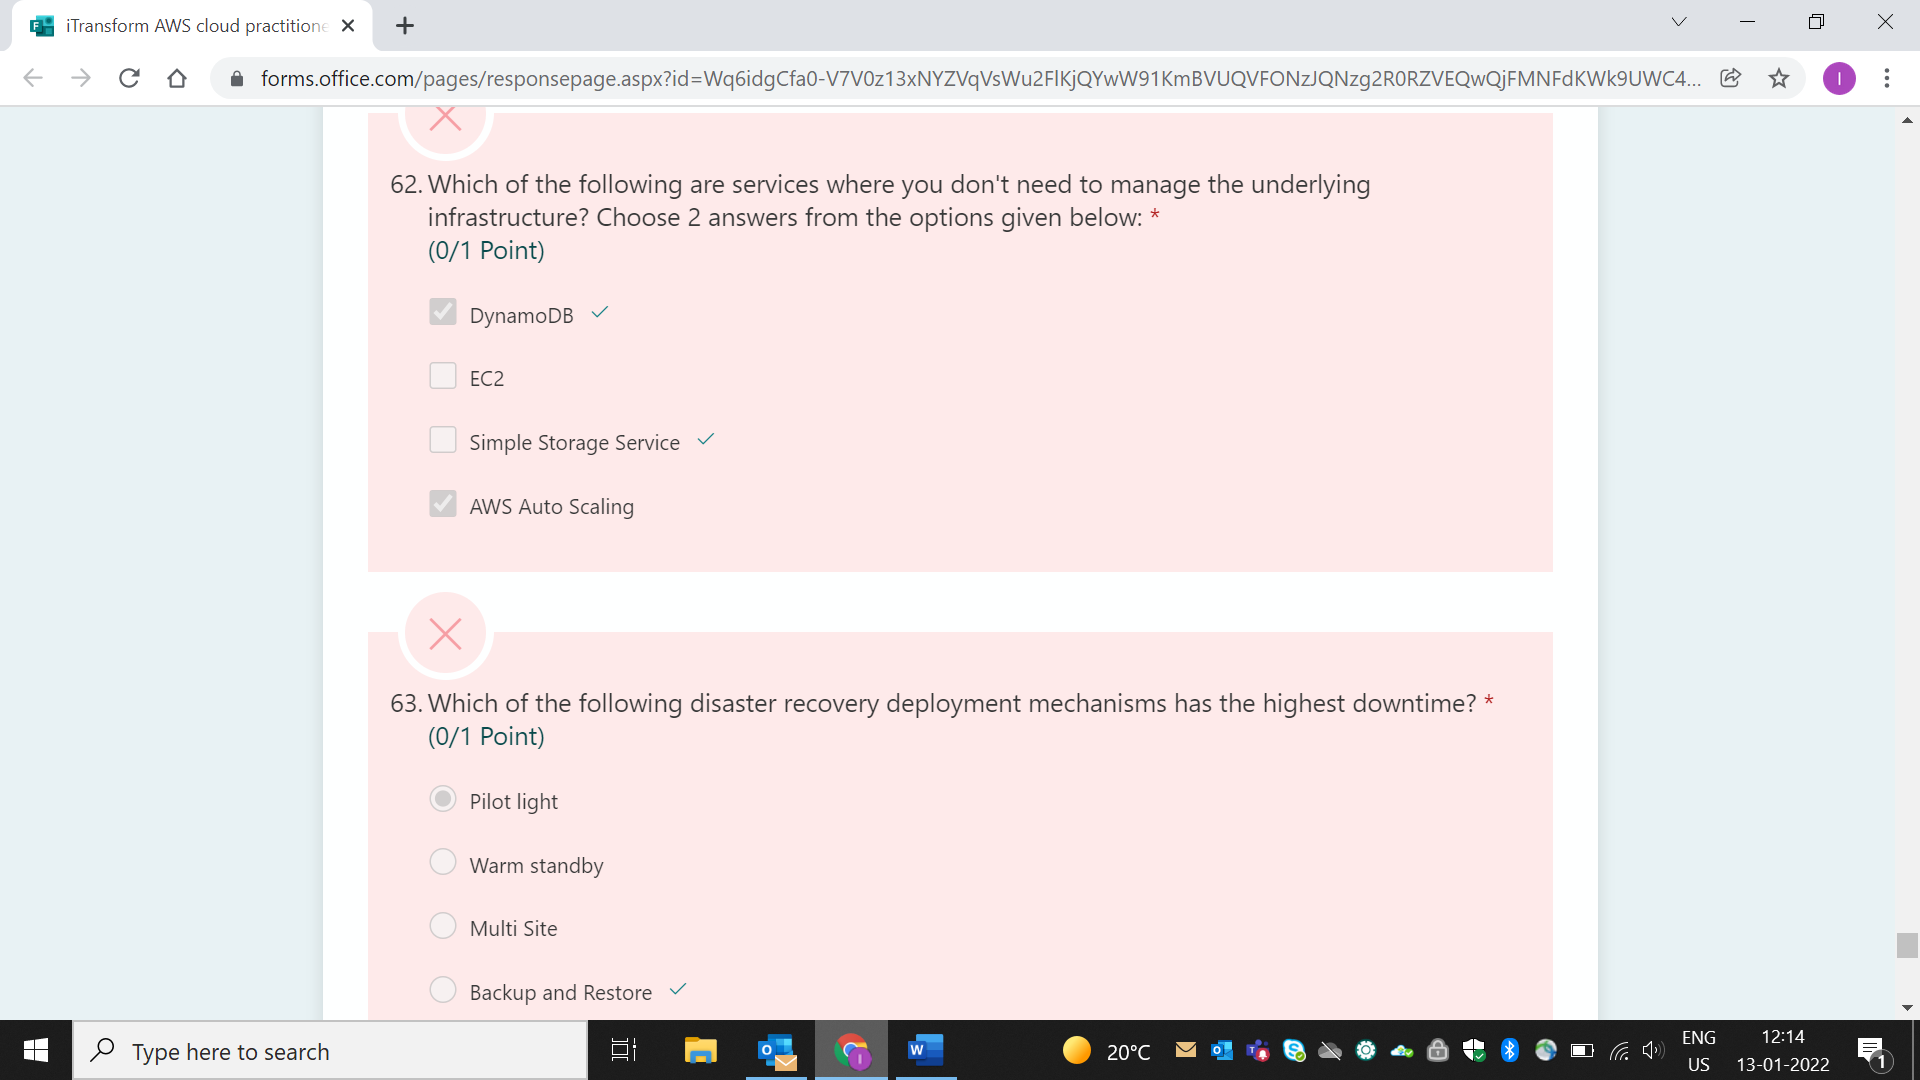 iTransform AWS cloud practitione
forms.office.com/pages/responsepage.aspx?id=Wq6idgCfa0-V7V0z13xNYZVqVsWu2FlKjQYwW91KmBVUQVFONzJQNzg2R0RZVEQwQjFMNFdKWk9UWC4...
I
62. Which of the following are services where you don't need to manage the underlying
infrastructure? Choose 2 answers from the options given below: *
(0/1 Point)
DynamoDB
EC2
Simple Storage Service
AWS Auto Scaling
63. Which of the following disaster recovery deployment mechanisms has the highest downtime? *
(0/1 Point)
Pilot light
Warm standby
Multi Site
Backup and Restore
Type here to search
20°C
ENG
US
12:14
13-01-2022
1